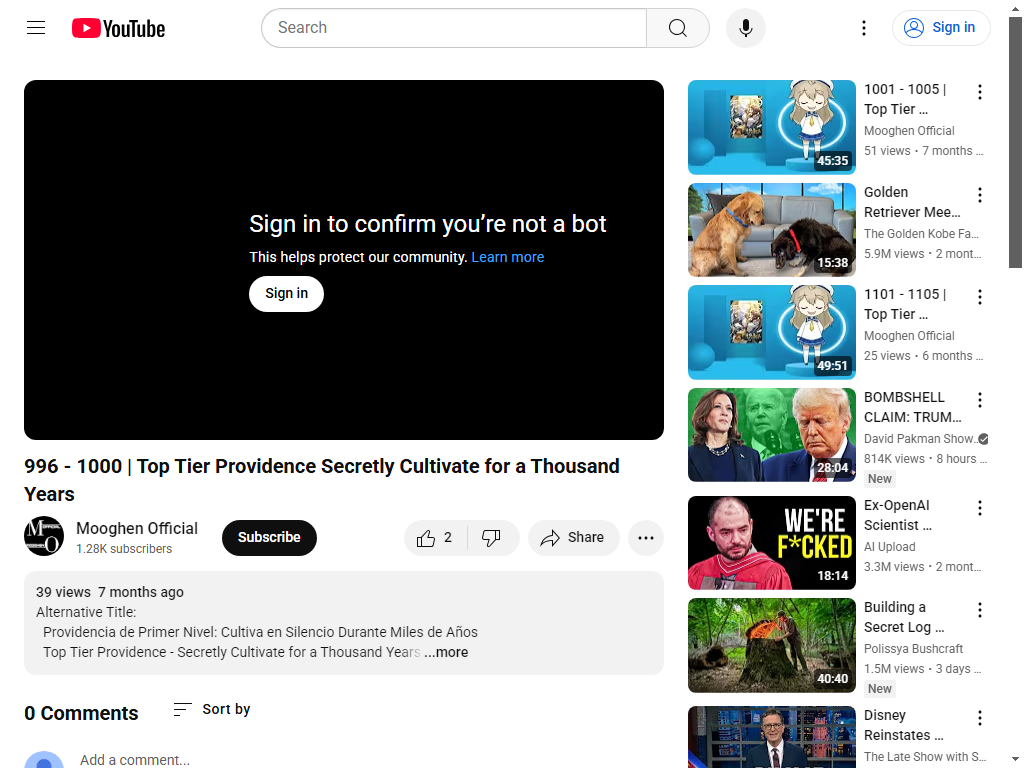 YouTube
Search
Sign in
Sign in to confirm you’re not a bot
This helps protect our community. Learn more
Sign in
996 - 1000 | Top Tier Providence Secretly Cultivate for a Thousand
Years
Mooghen Official
1.28K subscribers
Subscribe
2
Share
39 views 7 months ago
Alternative Title:
Providencia de Primer Nivel: Cultiva en Silencio Durante Miles de Años
Top Tier Providence - Secretly Cultivate for a Thousand Years ...more
0 Comments
Sort by
Add a comment...
45:35
1001 - 1005 |
Top Tier ...
Mooghen Official
51 views • 7 months ...
15:38
Golden
Retriever Mee...
The Golden Kobe Fa...
5.9M views • 2 mont...
49:51
1101 - 1105 |
Top Tier ...
Mooghen Official
25 views • 6 months ...
28:04
BOMBSHELL
CLAIM: TRUM...
David Pakman Show...
814K views • 8 hours ...
New
WE'RE
F*CKED
18:14
Ex-OpenAI
Scientist ...
AI Upload
3.3M views • 2 mont...
40:40
Building a
Secret Log ...
Polissya Bushcraft
1.5M views • 3 days ...
New
Disney
Reinstates ...
The Late Show with S...